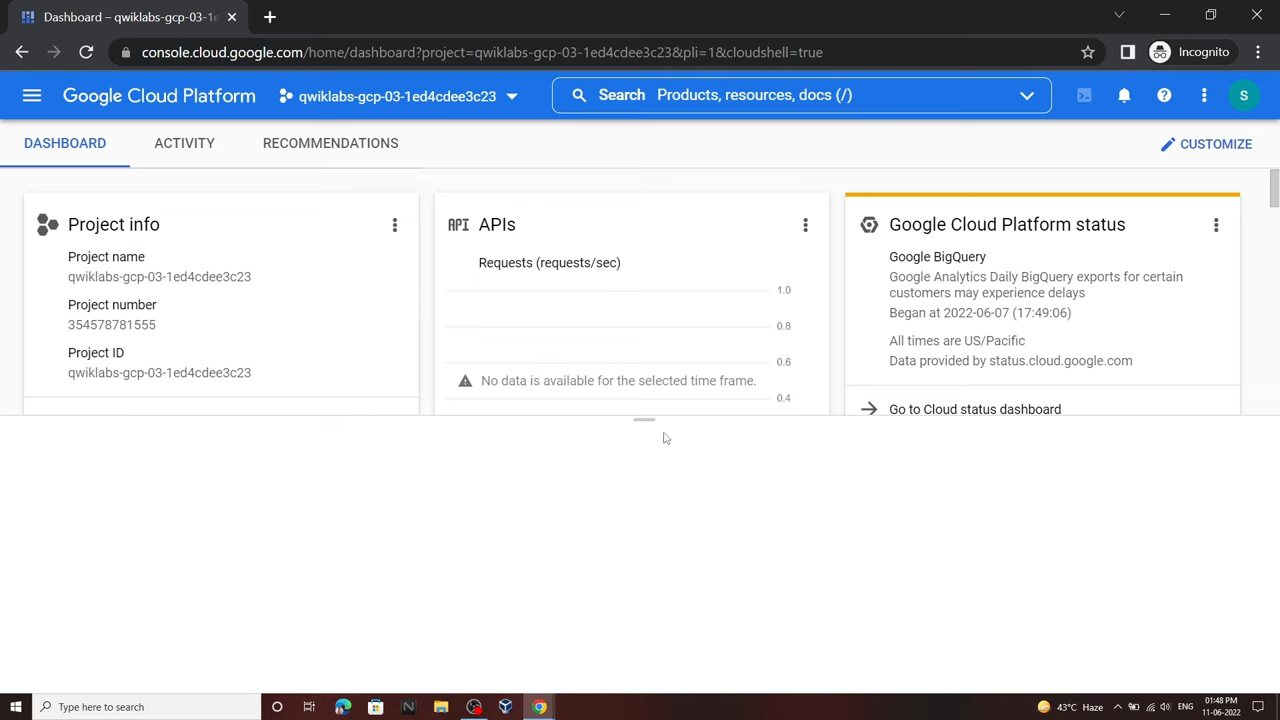 Dashboard – qwiklabs-gcp-03-1e
console.cloud.google.com/home/dashboard?project=qwiklabs-gcp-03-1ed4cdee3c23&pli=1&cloudshell=true
Incognito
Google Cloud Platform
qwiklabs-gcp-03-1ed4cdee3c23
Search Products, resources, docs (/)
S
DASHBOARD
ACTIVITY
RECOMMENDATIONS
CUSTOMIZE
Project info
Project name
qwiklabs-gcp-03-1ed4cdee3c23
Project number
354578781555
Project ID
qwiklabs-gcp-03-1ed4cdee3c23
API APIs
Requests (requests/sec)
1.0
0.8
0.6
No data is available for the selected time frame.
0.4
Google Cloud Platform status
Google BigQuery
Google Analytics Daily BigQuery exports for certain
customers may experience delays
Began at 2022-06-07 (17:49:06)
All times are US/Pacific
Data provided by status.cloud.google.com
Go to Cloud status dashboard
Type here to search
43°C Haze
ENG
01:48 PM
11-06-2022